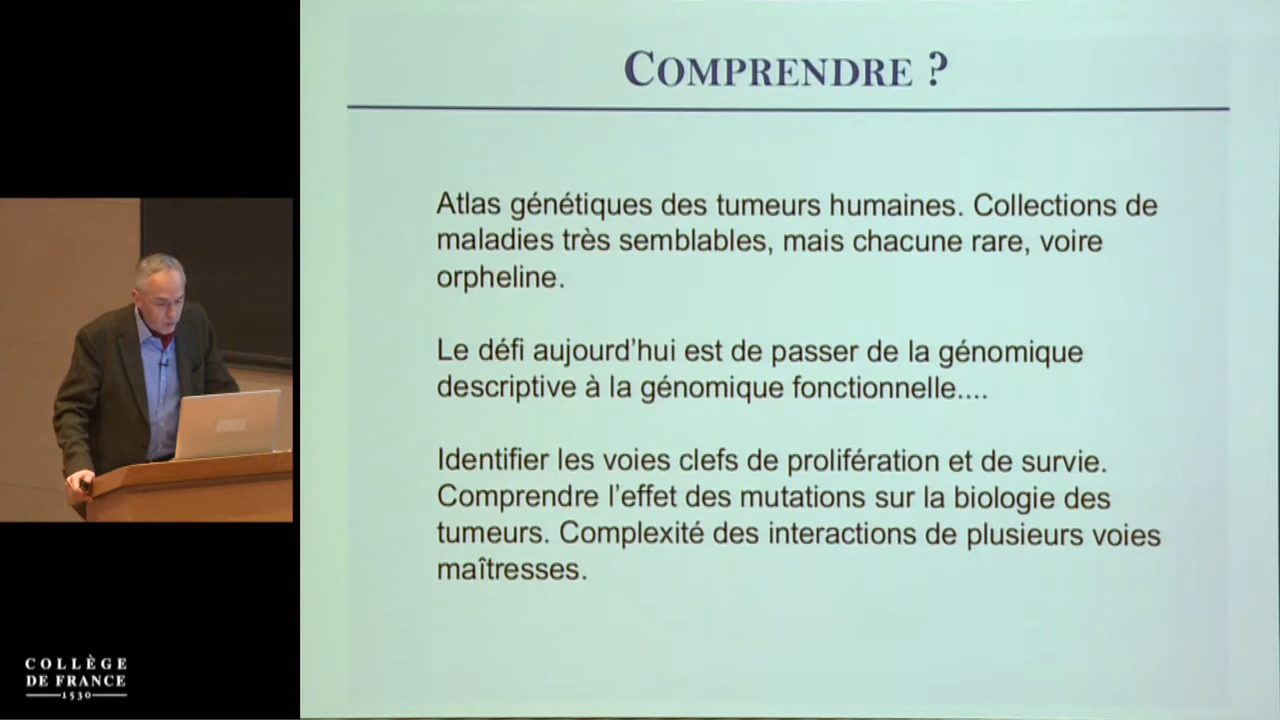 COMPRENDRE ?
Atlas génétiques des tumeurs humaines. Collections de
maladies très semblables, mais chacune rare, voire
orpheline.
Le défi aujourd'hui est de passer de la génomique
descriptive à la génomique fonctionnelle....
Identifier les voies clefs de prolifération et de survie.
Comprendre l'effet des mutations sur la biologie des
tumeurs. Complexité des interactions de plusieurs voies
maîtresses.
COLLÈGE
DE FRANCE
1530